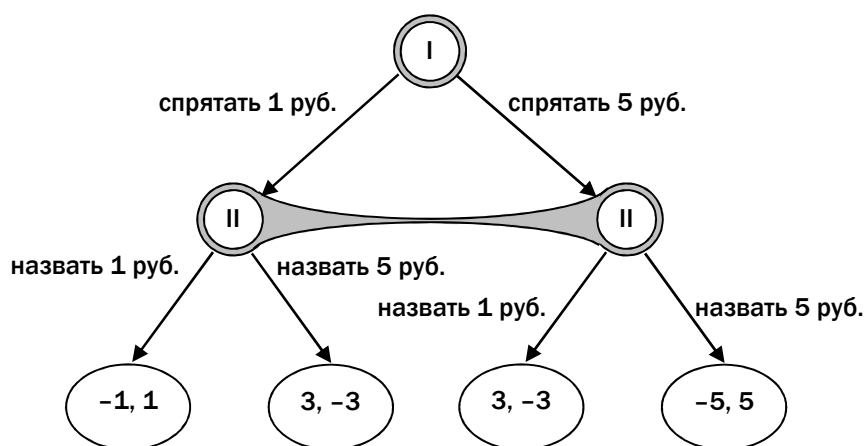 I
спрятать 1 руб. спрятать 5 руб.
II II
назвать 1 руб. назвать 5 руб.
назвать 1 руб. назвать 5 руб.
–1, 1 3, –3 3, –3 –5, 5